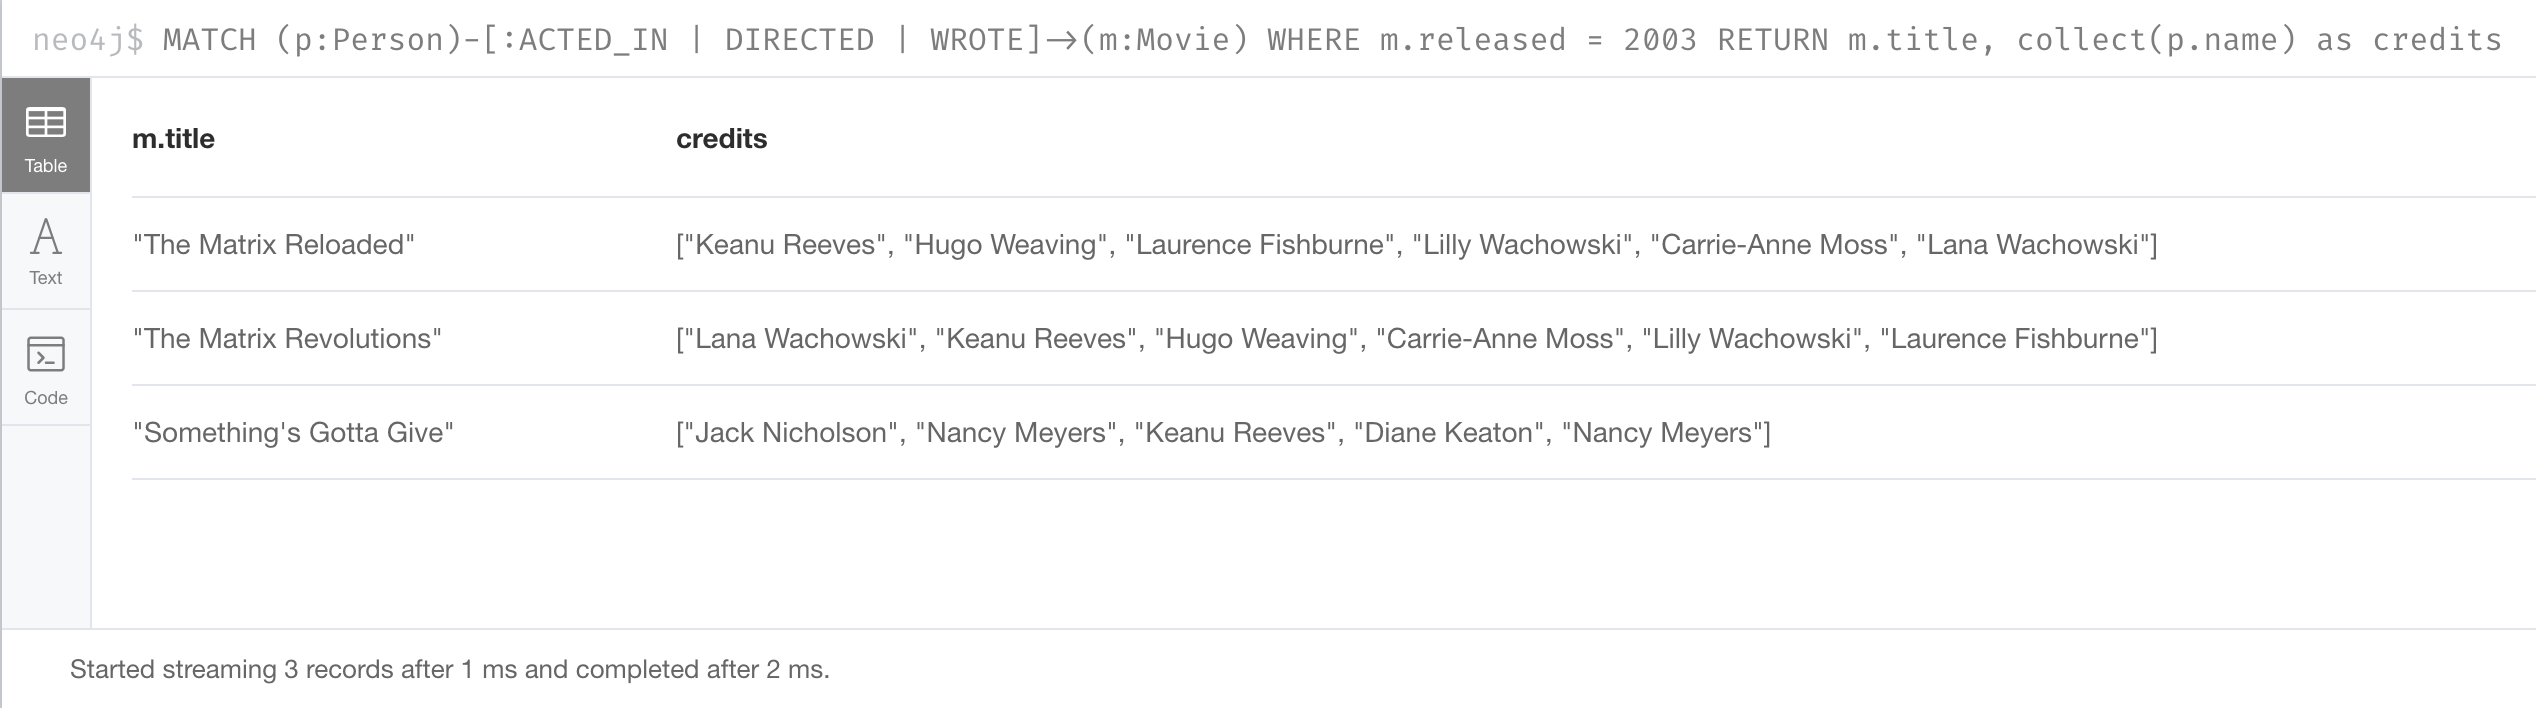 neo4j$ MATCH (p:Person)-[:ACTED_IN | DIRECTED | WROTE]->(m:Movie) WHERE m.released = 2003 RETURN m.title, collect(p.name) as credits
Table
m.title credits
"The Matrix Reloaded" ["Keanu Reeves", "Hugo Weaving", "Laurence Fishburne", "Lilly Wachowski", "Carrie-Anne Moss", "Lana Wachowski"]
Text
"The Matrix Revolutions" ["Lana Wachowski", "Keanu Reeves", "Hugo Weaving", "Carrie-Anne Moss", "Lilly Wachowski", "Laurence Fishburne"]
Code
"Something's Gotta Give" ["Jack Nicholson", "Nancy Meyers", "Keanu Reeves", "Diane Keaton", "Nancy Meyers"]
Started streaming 3 records after 1 ms and completed after 2 ms.